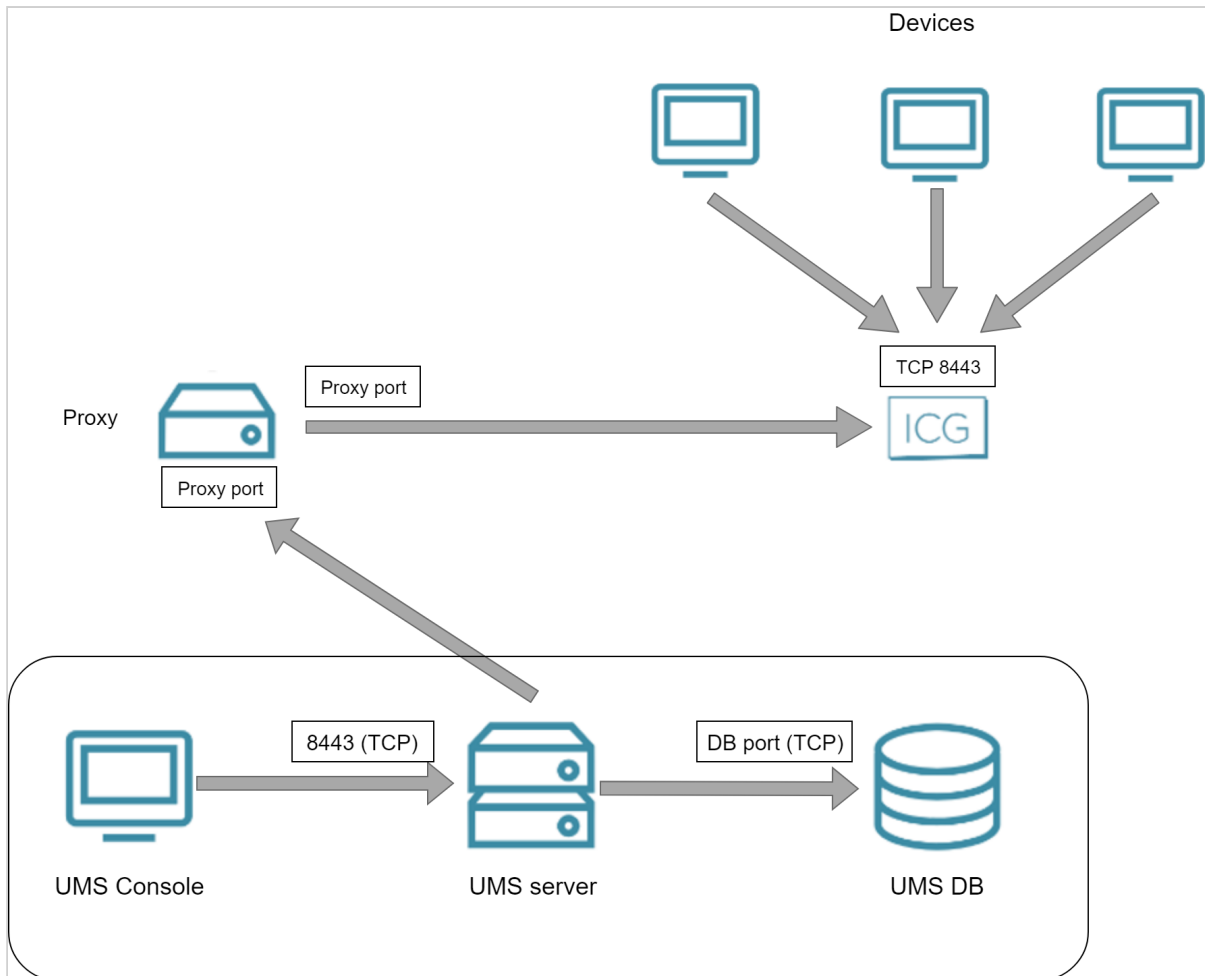 Devices
TCP 8443
Proxy port
Proxy
ICG
Proxy port
8443 (TCP)
DB port (TCP)
UMS Console
UMS server
UMS DB